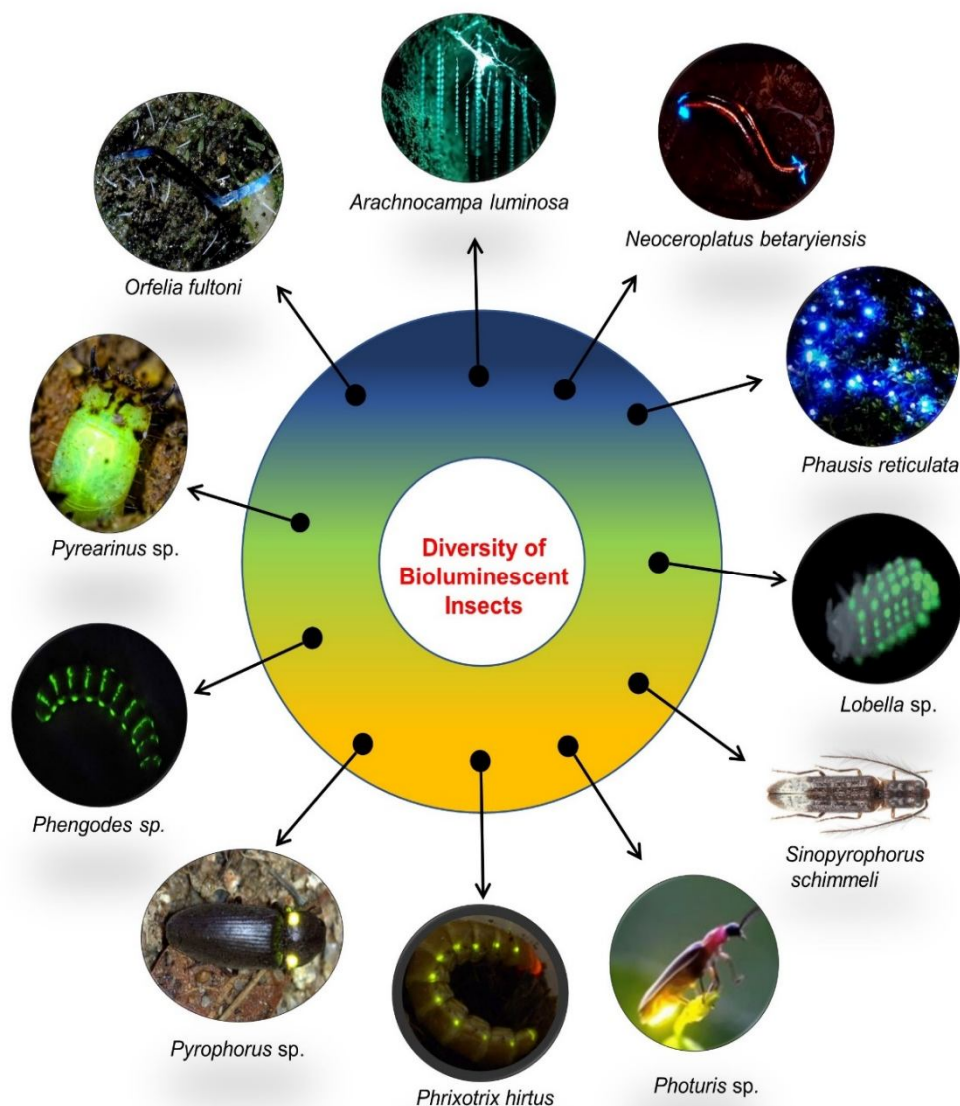 Arachnocampa luminosa
Neoceroplatus betaryiensis
Orfelia fultoni
Phausis reticulata
Pyrearinus sp.
Diversity of
Bioluminescent
Insects
Lobella sp.
Phengodes sp.
Sinopyrophorus
schimmeli
Pyrophorus sp.
Phrixotrix hirtus
Photuris sp.